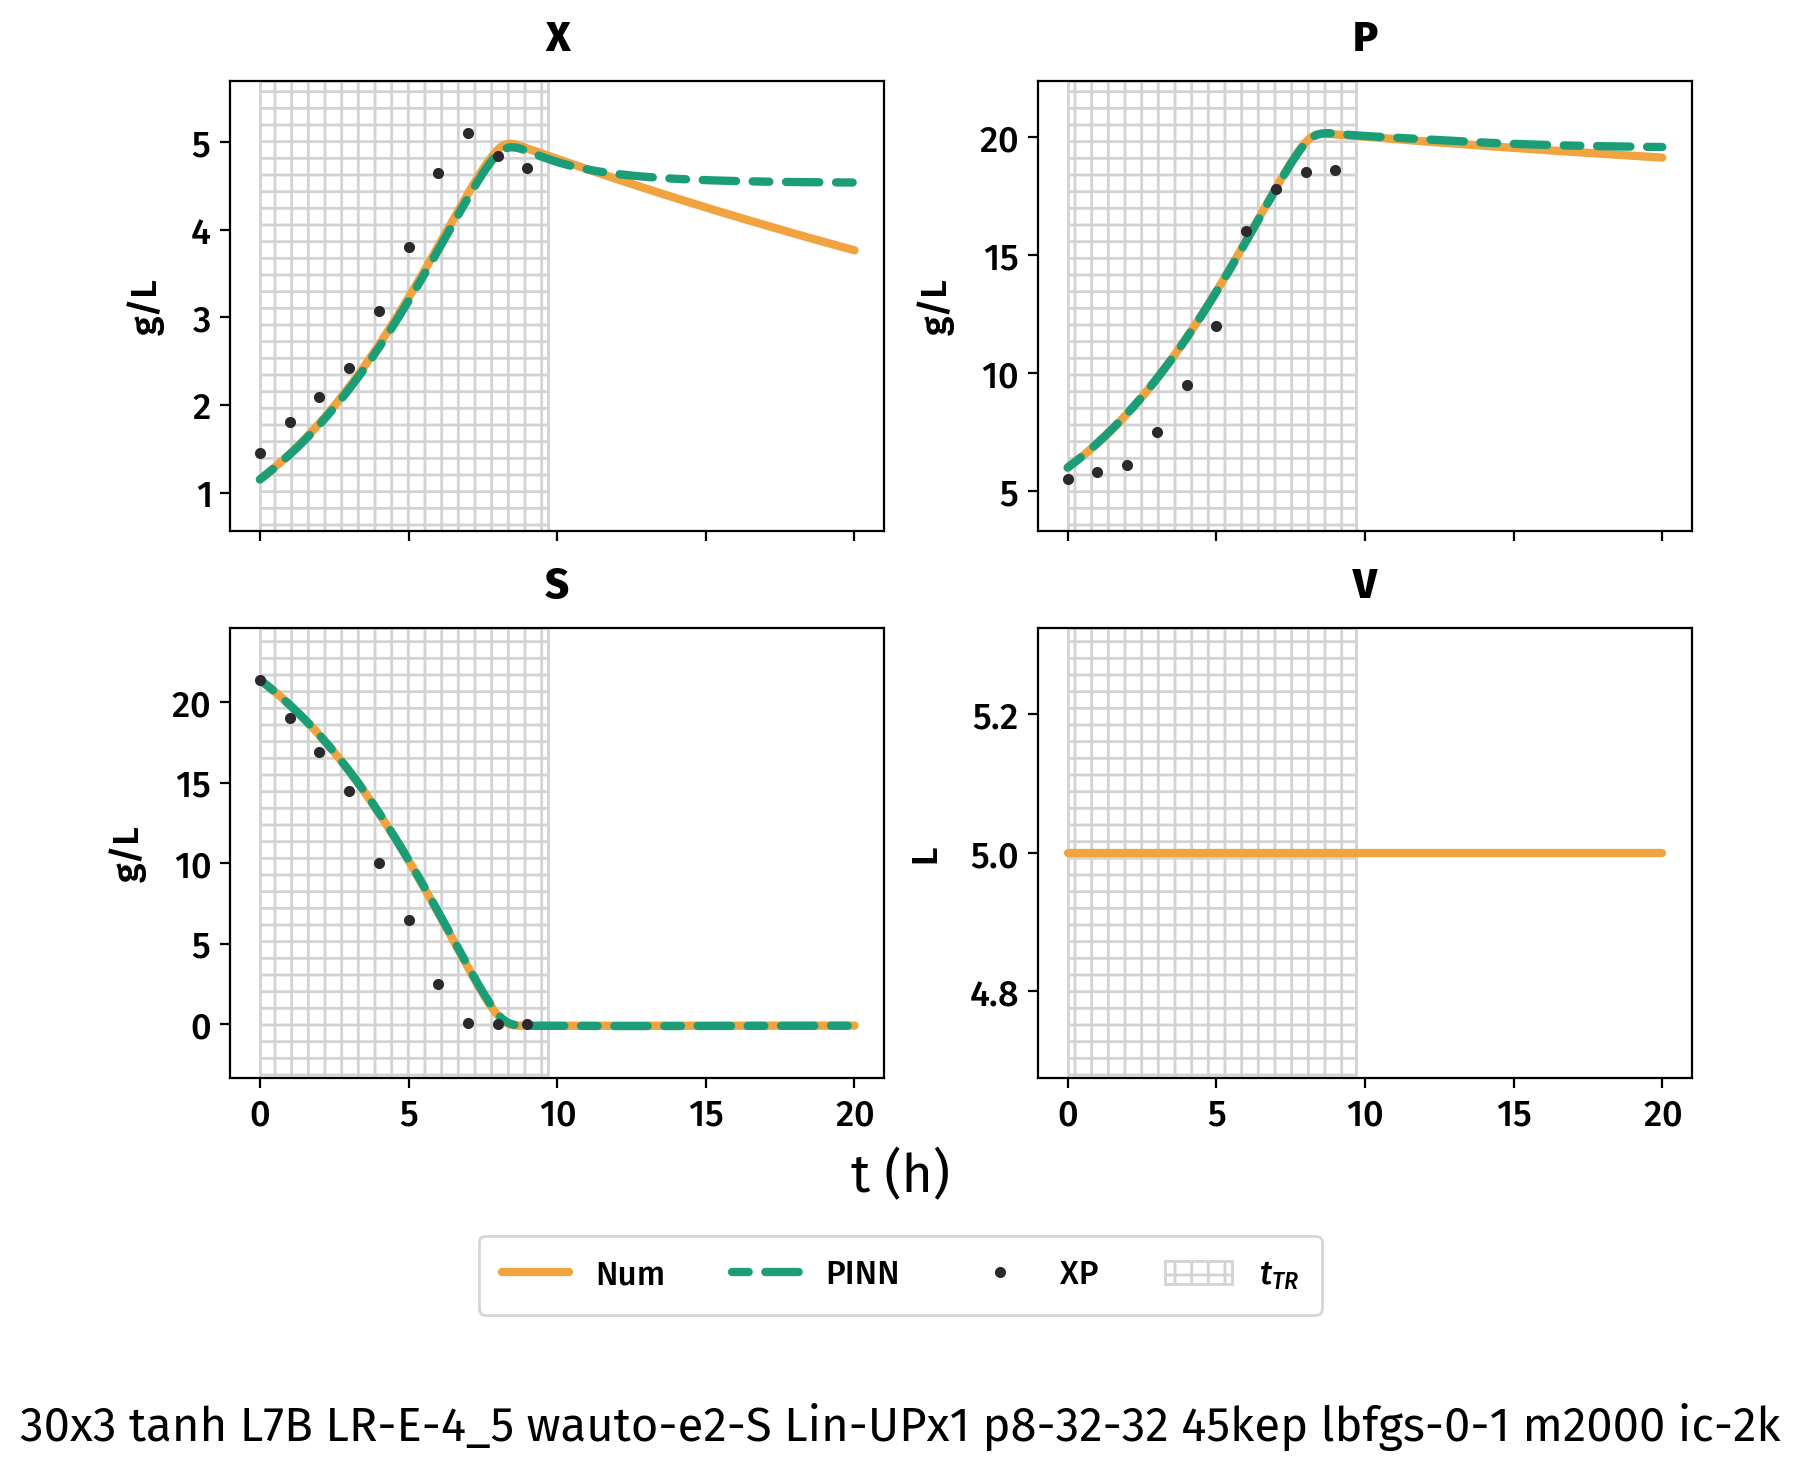 X
P
g/L
5
4
3
2
1
g/L
20
15
10
5
S
V
g/L
20
15
10
5
0
0
5
10
15
20
L
5.2
5.0
4.8
0
5
10
15
20
t (h)
Num
PINN
XP
tTR
30x3 tanh L7B LR-E-4_5 wauto-e2-S Lin-UPx1 p8-32-32 45kep lbfgs-0-1 m2000 ic-2k